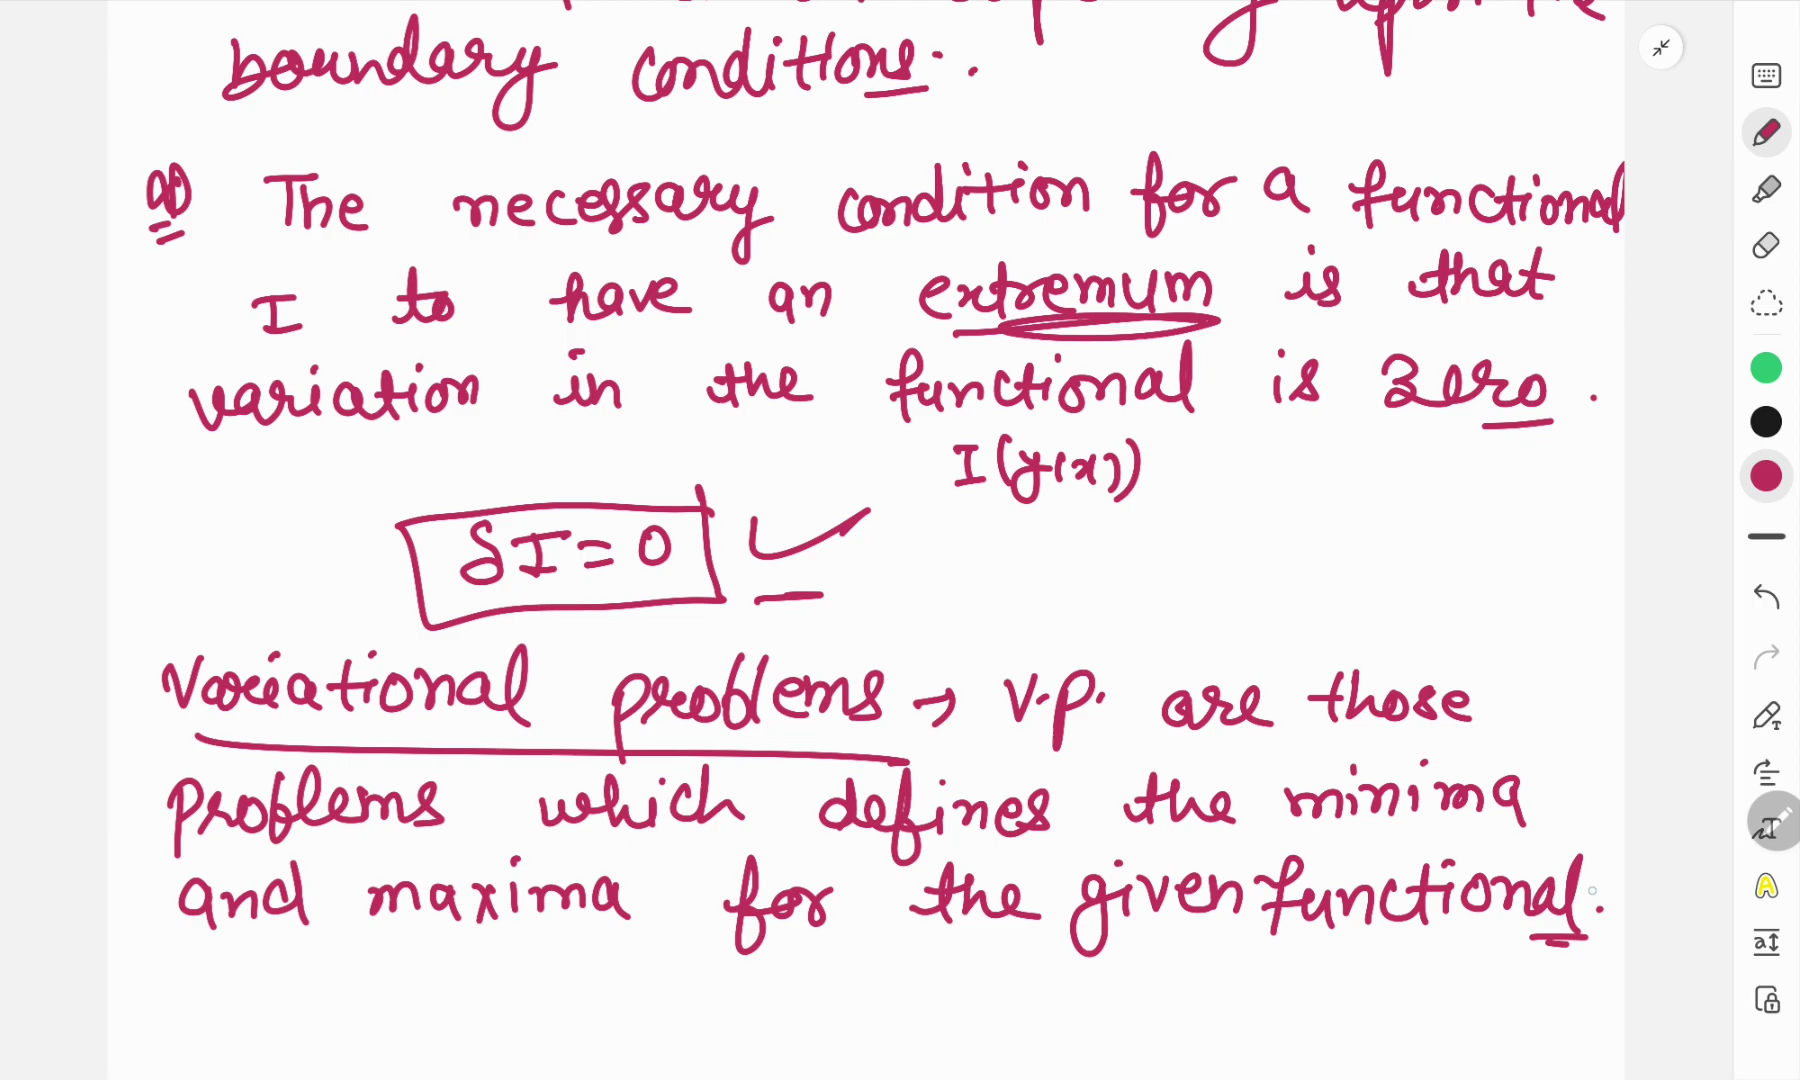 boundary conditions.
Q) The necessary condition for a functional
I to have an extremum is that
variation in the functional is zero.
I(y(x))
δI = 0
Variational problems → V.P. are those
problems which defines the minima
and maxima for the given functional.